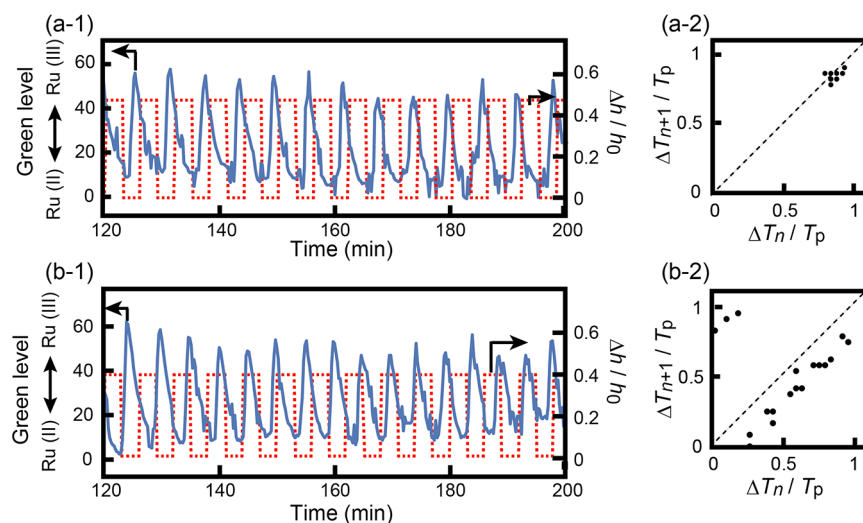 (a-1)
Green level
Ru (II)
Ru (III)
60
40
20
0
0.6
0.4
0.2
0
Δh / h0
120
140
160
180
200
Time (min)
(a-2)
ΔTn+1 / Tp
1
0.5
0
0
0.5
1
ΔTn / Tp
(b-1)
Green level
Ru (II)
Ru (III)
60
40
20
0
0.6
0.4
0.2
0
Δh / h0
120
140
160
180
200
Time (min)
(b-2)
ΔTn+1 / Tp
1
0.5
0
0
0.5
1
ΔTn / Tp